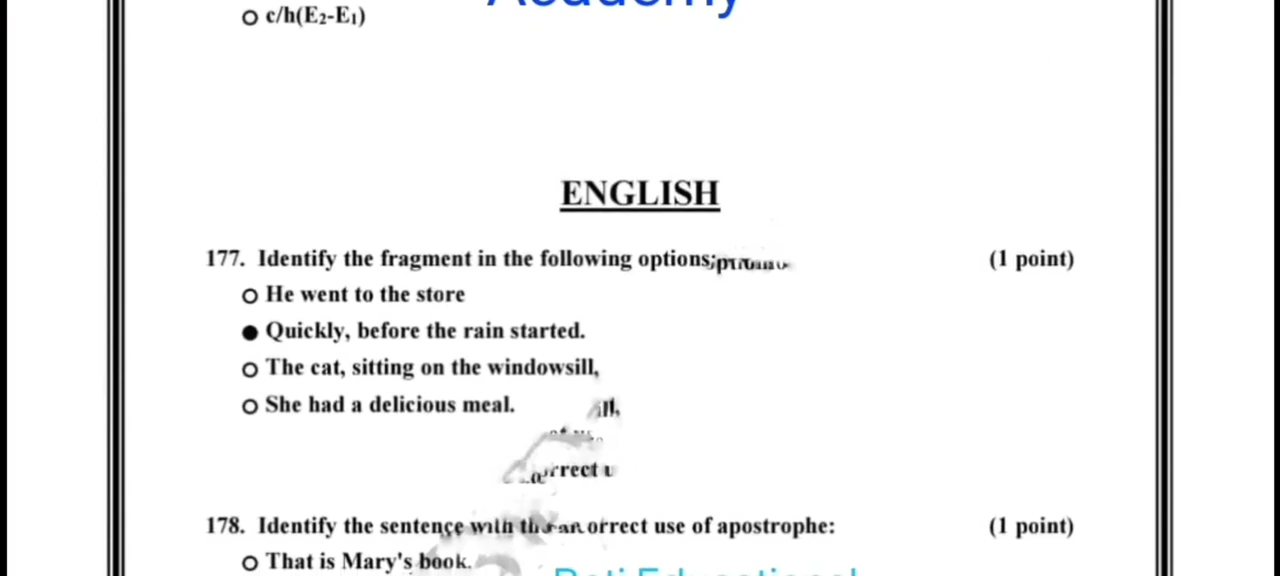 c/h(E₂-E₁)
ENGLISH
177. Identify the fragment in the following options; (1 point)
He went to the store
Quickly, before the rain started.
The cat, sitting on the windowsill,
She had a delicious meal.
178. Identify the sentence with orrect use of apostrophe: (1 point)
That is Mary's book.